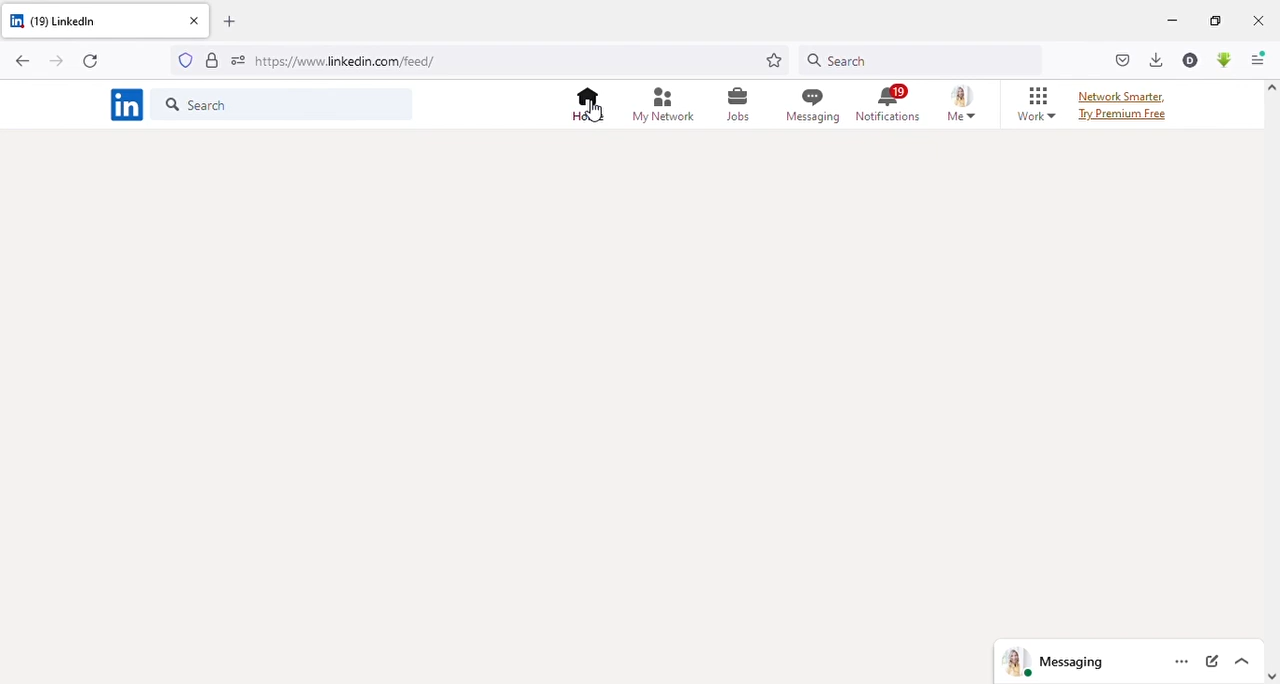 (19) LinkedIn
https://www.linkedin.com/feed/
Search
in
Search
Home
My Network
Jobs
Messaging
19
Notifications
Me
Work
Network Smarter,
Try Premium Free
D
Messaging